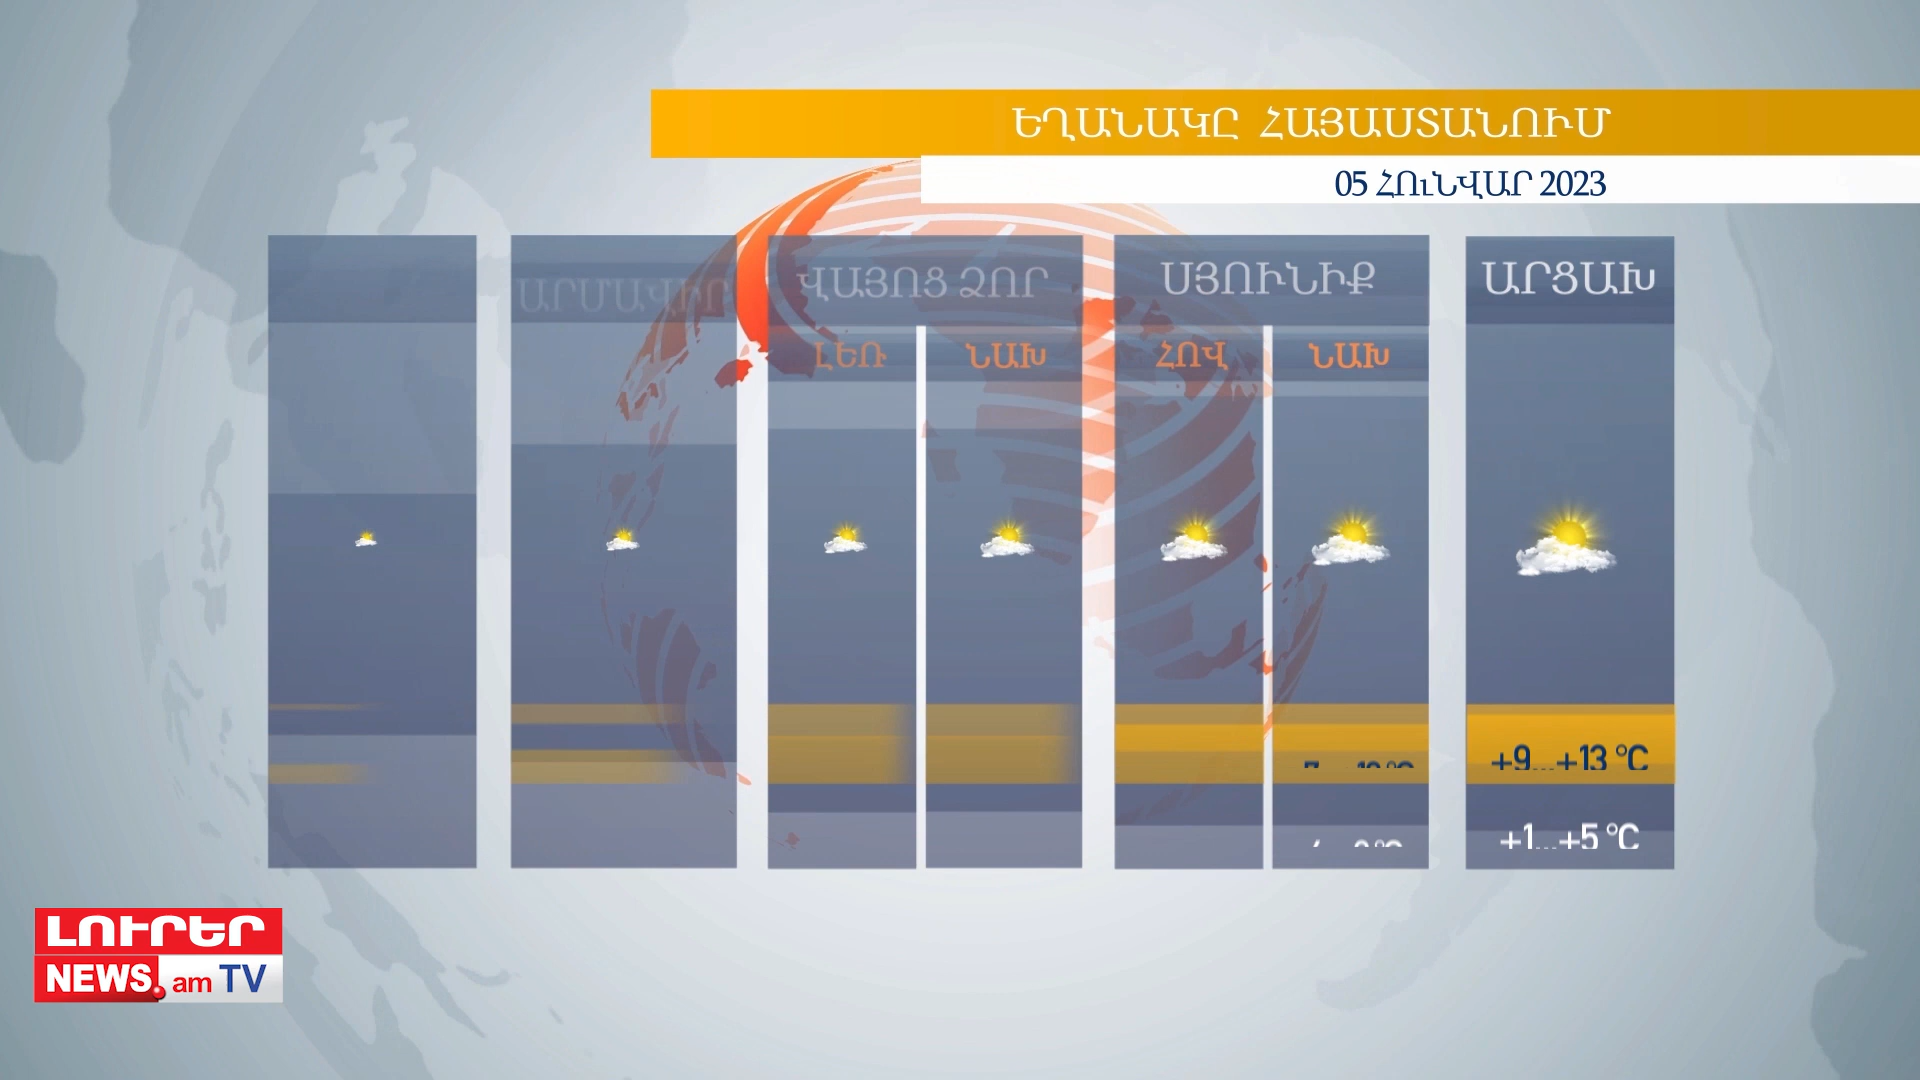 ԵՂԱՆԱԿԸ ՀԱՅԱՍՏԱՆՈՒՄ
05 ՀՈւՆՎԱՐ 2023
ԱՐՄԱՎԻՐ
ՎԱՅՈՑ ՁՈՐ
ՍՅՈՒՆԻՔ
ԱՐՑԱԽ
ԼԵՌ
ՆԱԽ
ՀՈՎ
ՆԱԽ
+9...+13 °C
+1...+5 °C
ԼՈՒՐԵՐ
NEWS.am TV